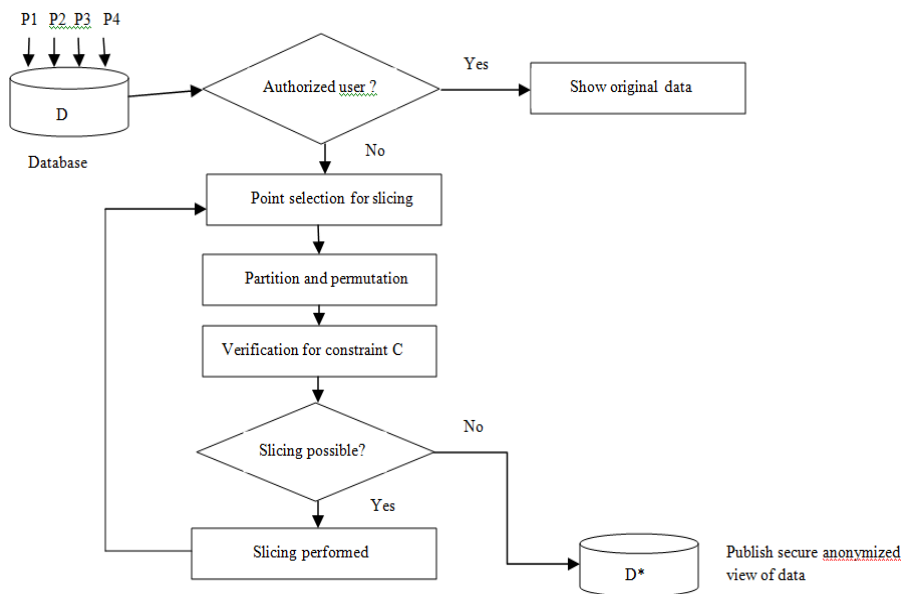 P1 P2 P3 P4
D
Database
Authorized user ?
Yes
Show original data
No
Point selection for slicing
Partition and permutation
Verification for constraint C
Slicing possible?
No
Yes
Slicing performed
D*
Publish secure anonymized
view of data